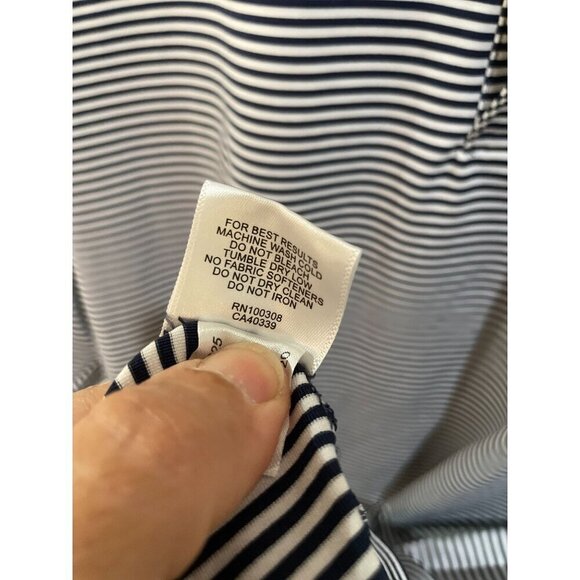 FOR BEST RESULTS
MACHINE WASH COLD
DO NOT BLEACH
TUMBLE DRY LOW
NO FABRIC SOFTENERS
DO NOT DRY CLEAN
DO NOT IRON
RN100308
CA40339